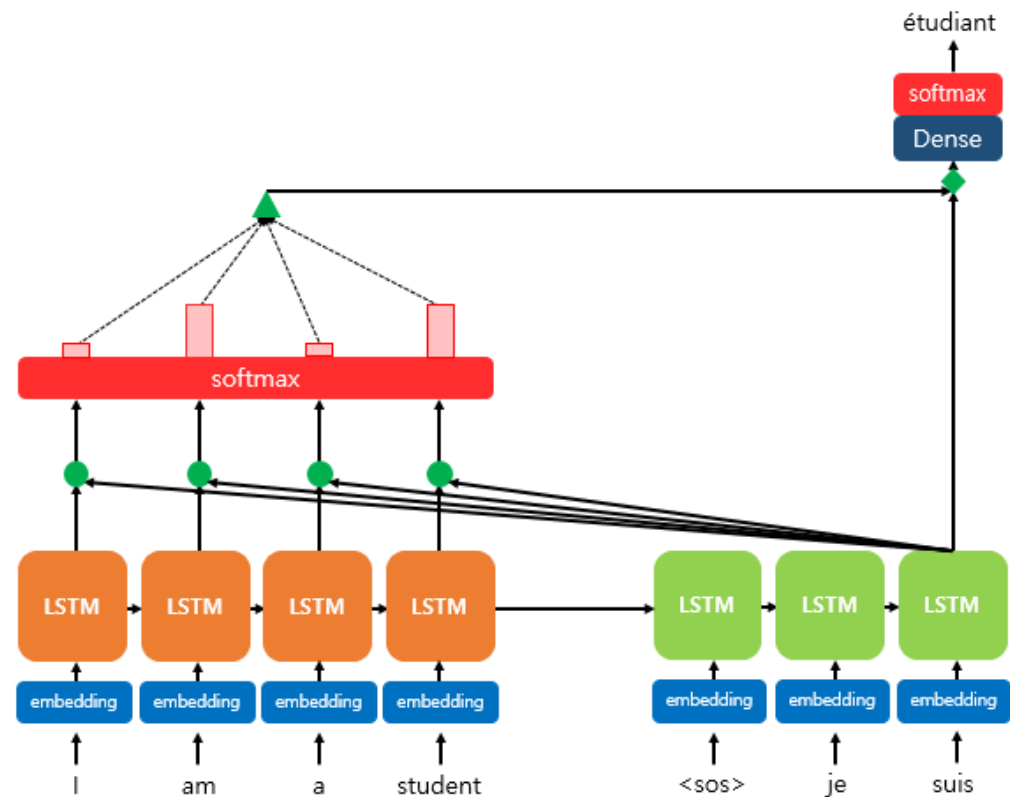 étudiant
softmax
Dense
softmax
LSTM LSTM LSTM LSTM LSTM LSTM LSTM
embedding embedding embedding embedding embedding embedding embedding
I am a student <sos> je suis